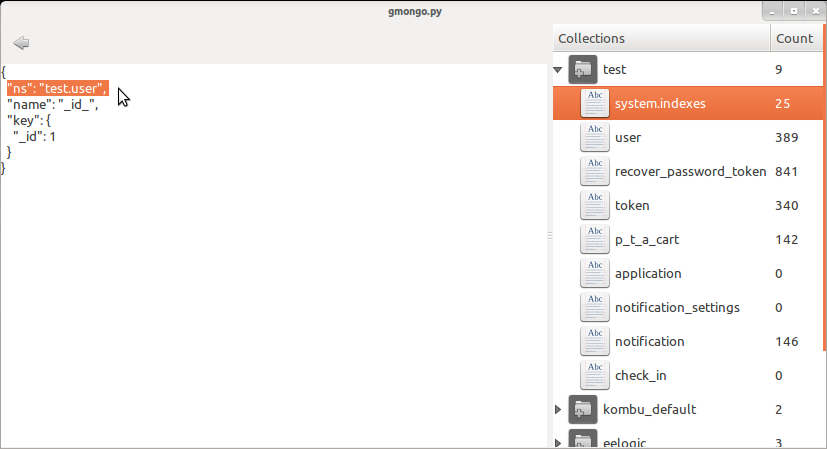 gmongo.py
{
"ns": "test.user",
"name": "_id_",
"key": {
"_id": 1
}
}
Collections Count
test 9
Abc system.indexes 25
Abc user 389
Abc recover_password_token 841
Abc token 340
Abc p_t_a_cart 142
Abc application 0
Abc notification_settings 0
Abc notification 146
Abc check_in 0
kombu_default 2
eelogic 3